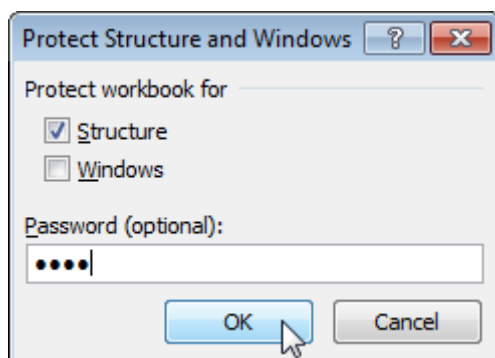 Protect Structure and Windows
Protect workbook for
Structure
Windows
Password (optional):
••••
OK Cancel